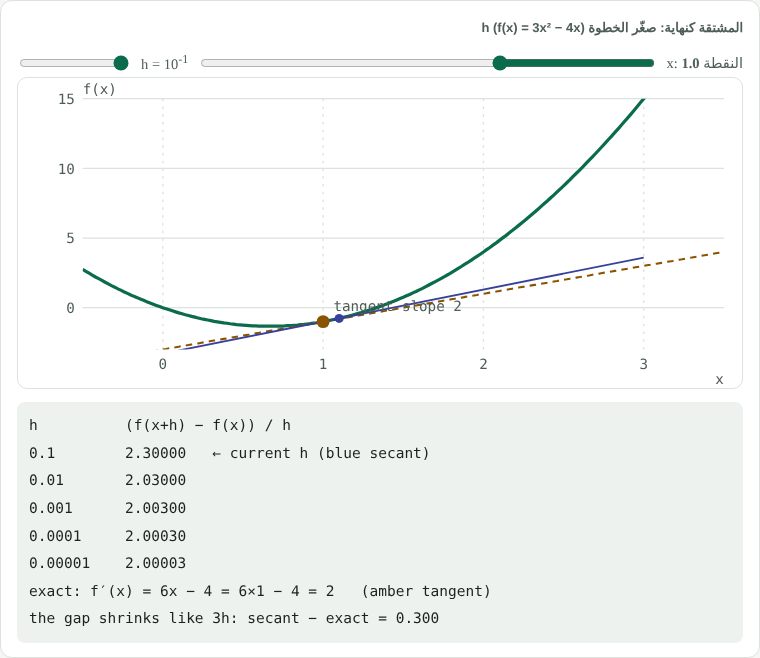 المشتقة كنهاية: صغّر الخطوة h (f(x) = 3x² − 4x)
النقطة x: 1.0
h = 10⁻¹
f(x)
15
10
5
0
tangent slope 2
0 1 2 3
x
h (f(x+h) − f(x)) / h
0.1 2.30000 ← current h (blue secant)
0.01 2.03000
0.001 2.00300
0.0001 2.00030
0.00001 2.00003
exact: f′(x) = 6x − 4 = 6×1 − 4 = 2 (amber tangent)
the gap shrinks like 3h: secant − exact = 0.300